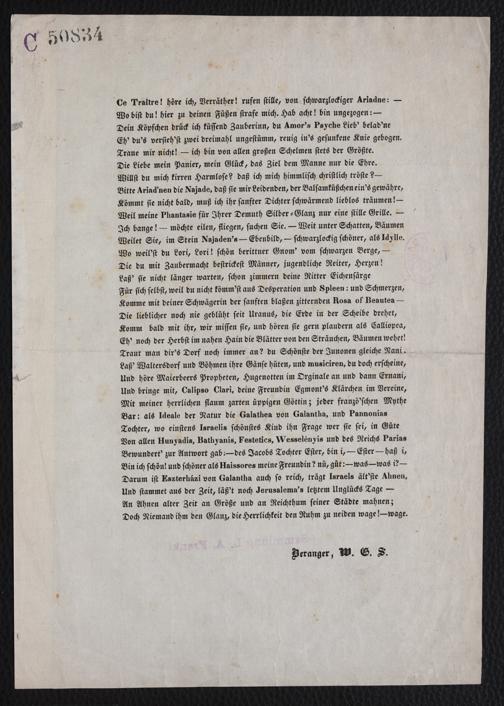 C 50834
Ce Traître! höre ich, Verräther! rufen stille, von schwarzlockiger Ariadne: —
Wo bist du! hier zu deinen Füßen strafe mich. Hab acht! bin ungezogen: —
Dein Köpfchen drück ich küssend Zauberinn, du Amor's Psyche Lieb' belad'ne
Eh' du's versieh'st zwei dreimahl ungestümm, reuig in's gesunkene Knie gebogen.
Traue mir nicht! — ich bin von allen großen Schelmen stets der Größte.
Die Liebe mein Panier, mein Glück, das Ziel dem Manne nur die Ehre.
Willst du mich kirren Harmlose? daß ich mich himmlisch christlich tröste? —
Bitte Ariad'nen die Najade, daß sie mir Leidenden, der Balsamküßchen ein's gewähre,
Kömmt sie nicht bald, muß ich ihr sanfter Dichter schwärmend lieblos träumen! —
Weil meine Phantasie für Ihrer Demuth Silber-Glanz nur eine stille Grille. —
Ich bange! — möchte eilen, fliegen, suchen Sie. — Weit unter Schatten, Bäumen
Weilet Sie, im Stein Najaden's — Ebenbild, — schwarzlockig schöner, als Idylle.
Wo weil'st du Lori, Lori! schön brittner Gnom' vom schwarzen Berge, —
Die du mit Zaubermacht bestrickest Männer, jugendliche Reiter, Herzen!
Laß' sie nicht länger warten, schon zimmern deine Ritter Eichensärge
Für sich selbst, weil du nicht kömm'st aus Desperation und Spleen: und Schmerzen,
Komme mit deiner Schwägerin der sanften blaßen zitternden Rosa of Beautea —
Die lieblicher noch nie geblüht seit Uranus, die Erde in der Scheibe drehet,
Komm bald mit ihr, wir missen sie, und hören sie gern plaudern als Calliopea,
Eh' noch der Herbst im nahen Hain die Blätter von den Sträuchen, Bäumen wehet!
Traut man dir's Dorf noch immer an? du Schönste der Junonen gleiche Nani.
Laß' Waltersdorf und Böhmen ihre Gänse hüten, und musiciren, du doch erscheine,
Und höre Maierbeers Propheten, Hugenotten im Orginale an und dann Ernani,
Und bringe mit, Calipso Clari, deine Freundin Egmont's Klärchen im Vereine,
Mit meiner herrlichen flaum zarten üppigen Göttin; jeder franzö'schen Mythe
Bar: als Ideale der Natur die Galathea von Galantha, und Pannonias
Tochter, wo einstens Israelis schönstes Kind ihn Frage wer sie sei, in Güte
Von allen Hunyadis, Bathyanis, Festetics, Wesselényis und des Reichs Parias
Bewundert' zur Antwort gab: — des Jacobs Tochter Ester, bin i, — Ester — haß i,
Bin ich schön! und schöner als Haissores meine Freundin? nū, gūt: — was — was i? —
Darum ist Eszterházi von Galantha auch so reich, trägt Israels ält'ste Ahnen,
Und stammet aus der Zeit, läß't noch Jerusalema's letztem Unglücks Tage —
An Ahnen alter Zeit an Größe und an Reichthum seiner Städte mahnen;
Doch Niemand ihm den Glanz, die Herrlichkeit den Ruhm zu neiden wage! — wage.
Beranger, W. G. S.